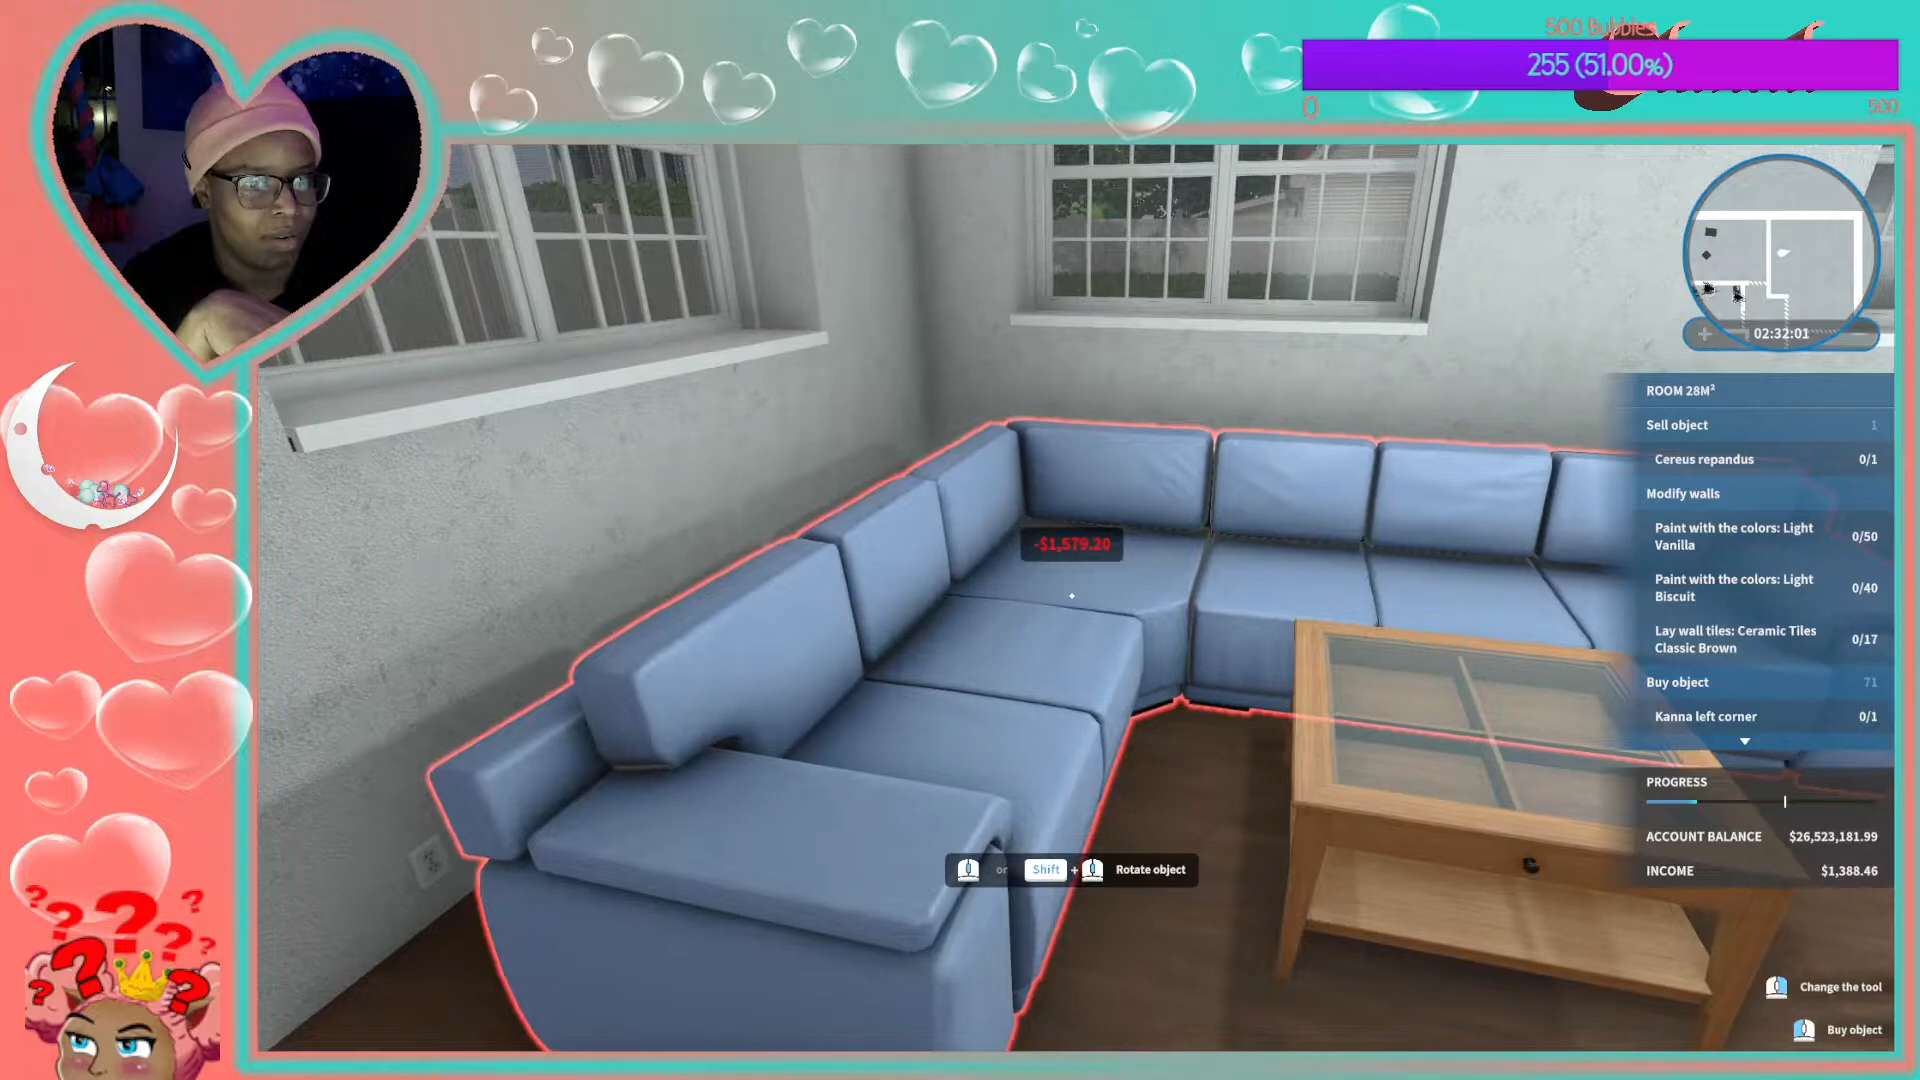 500 Bubbles
255 (51.00%)
0
500
02:32:01
ROOM 28M²
Sell object 1
Cereus repandus 0/1
Modify walls
Paint with the colors: Light
Vanilla 0/50
Paint with the colors: Light
Biscuit 0/40
Lay wall tiles: Ceramic Tiles
Classic Brown 0/17
Buy object 71
Kanna left corner 0/1
-$1,579.20
PROGRESS
ACCOUNT BALANCE $26,523,181.99
INCOME $1,388.46
or Shift + Rotate object
Change the tool
Buy object